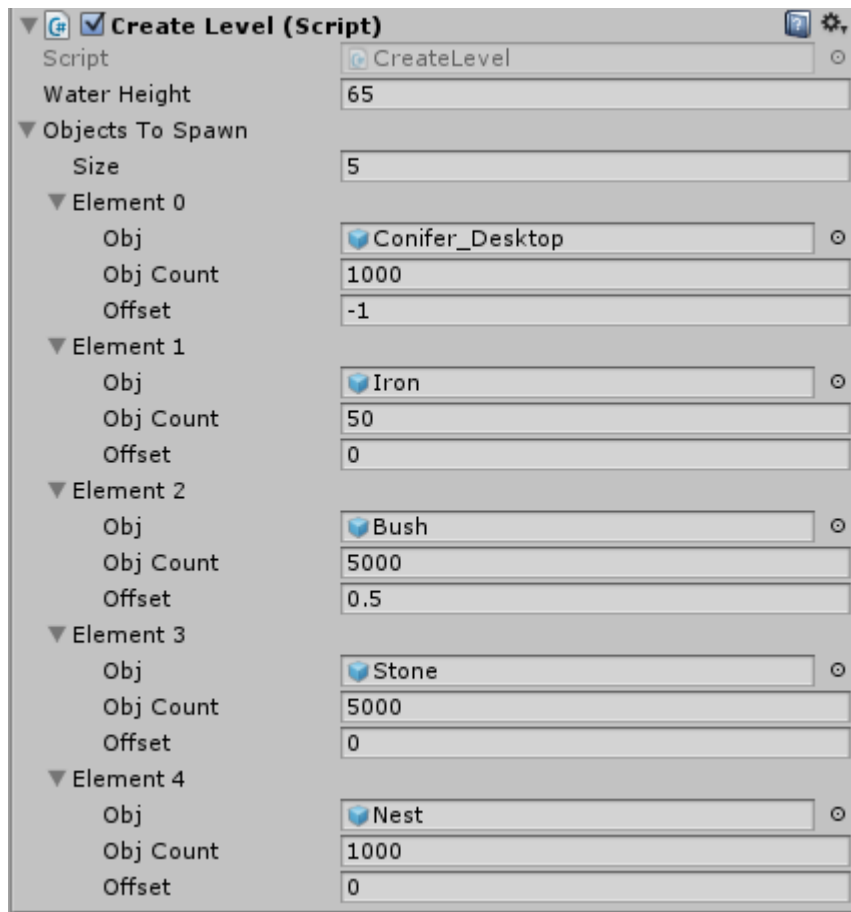 Create Level (Script)
Script CreateLevel
Water Height 65
Objects To Spawn
Size 5
Element 0
Obj Conifer_Desktop
Obj Count 1000
Offset -1
Element 1
Obj Iron
Obj Count 50
Offset 0
Element 2
Obj Bush
Obj Count 5000
Offset 0.5
Element 3
Obj Stone
Obj Count 5000
Offset 0
Element 4
Obj Nest
Obj Count 1000
Offset 0